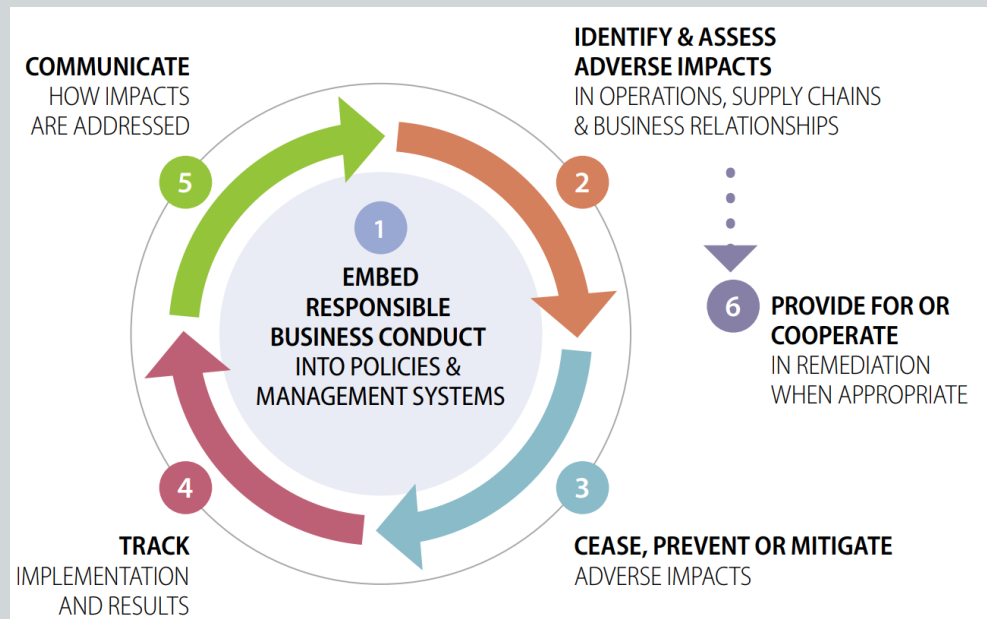 1
EMBED
RESPONSIBLE
BUSINESS CONDUCT
INTO POLICIES &
MANAGEMENT SYSTEMS
2
IDENTIFY & ASSESS
ADVERSE IMPACTS
IN OPERATIONS, SUPPLY CHAINS
& BUSINESS RELATIONSHIPS
3
CEASE, PREVENT OR MITIGATE
ADVERSE IMPACTS
4
TRACK
IMPLEMENTATION
AND RESULTS
5
COMMUNICATE
HOW IMPACTS
ARE ADDRESSED
6
PROVIDE FOR OR
COOPERATE
IN REMEDIATION
WHEN APPROPRIATE